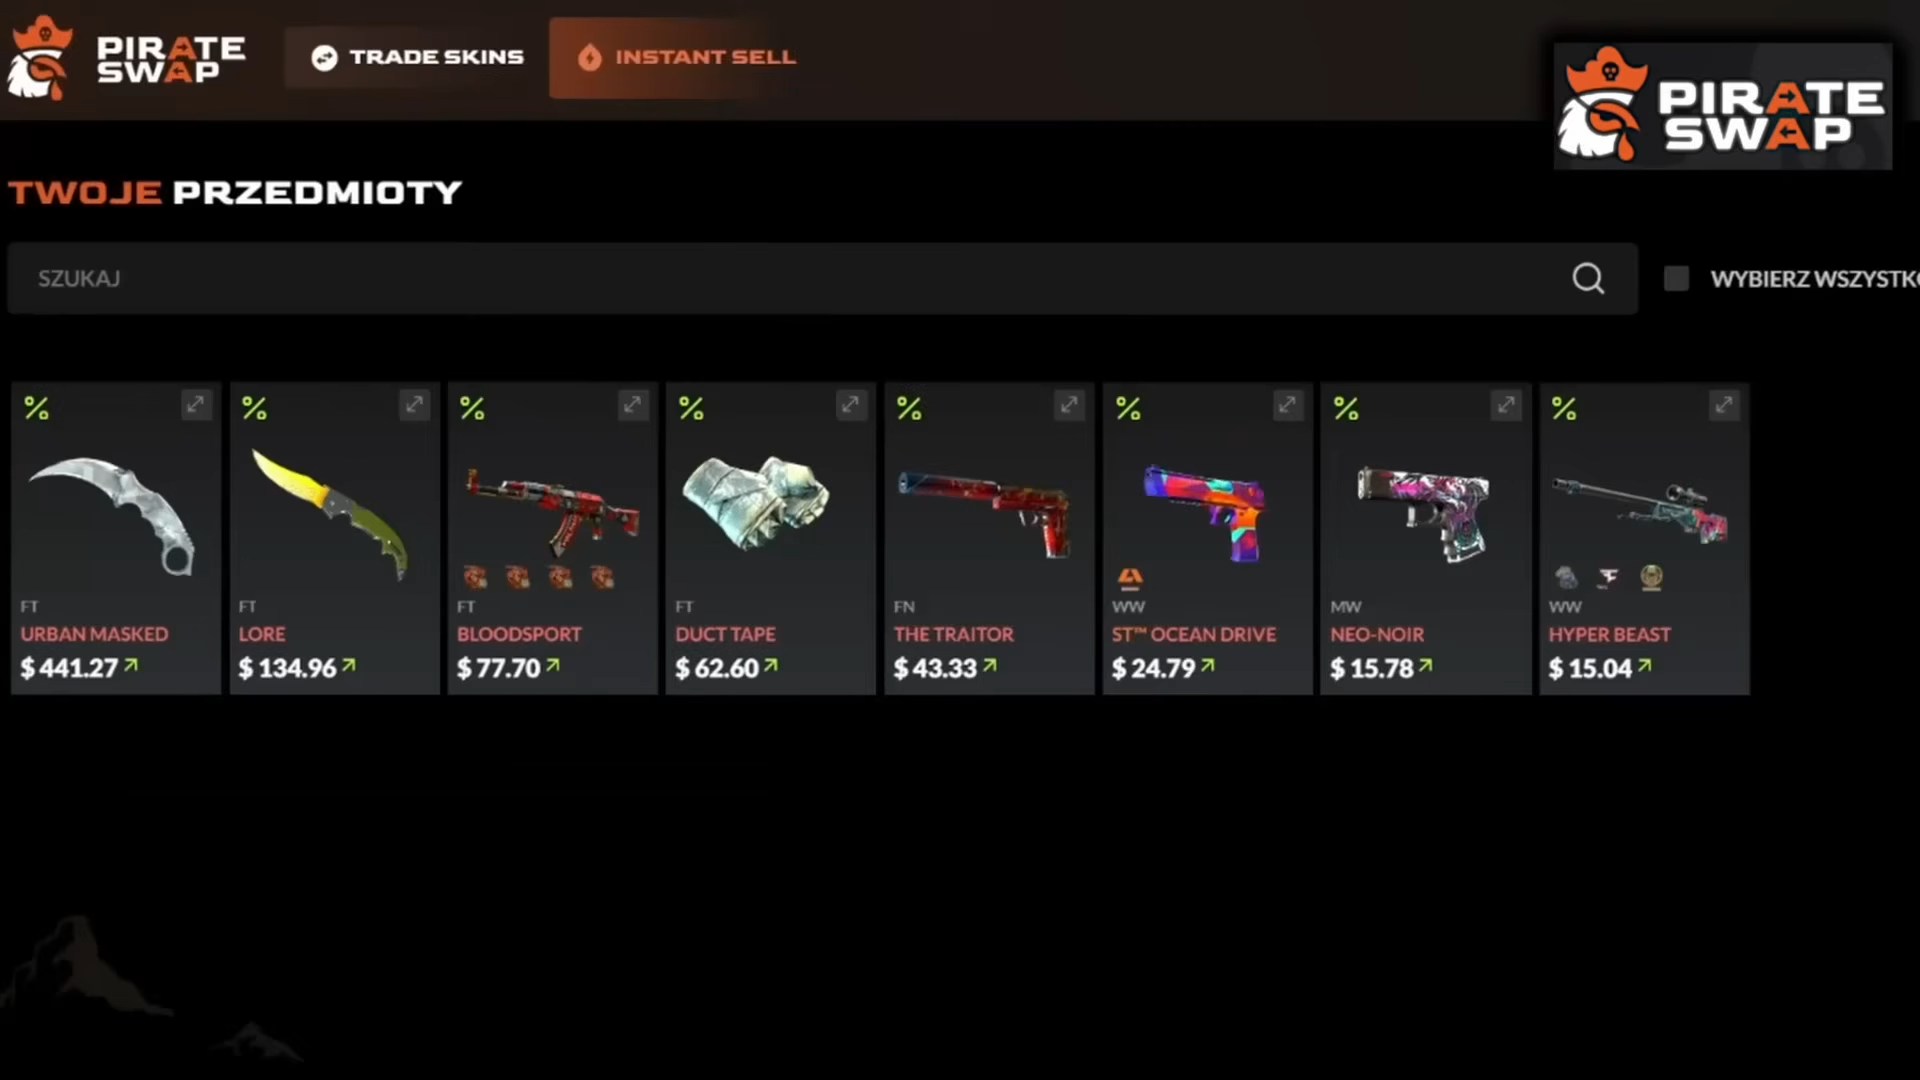 PIRATE
SWAP
TRADE SKINS
INSTANT SELL
PIRATE
SWAP
TWOJE PRZEDMIOTY
SZUKAJ
WYBIERZ WSZYSTKO
FT
URBAN MASKED
$ 441.27
FT
LORE
$ 134.96
FT
BLOODSPORT
$ 77.70
FT
DUCT TAPE
$ 62.60
FN
THE TRAITOR
$ 43.33
WW
ST™ OCEAN DRIVE
$ 24.79
MW
NEO-NOIR
$ 15.78
WW
HYPER BEAST
$ 15.04